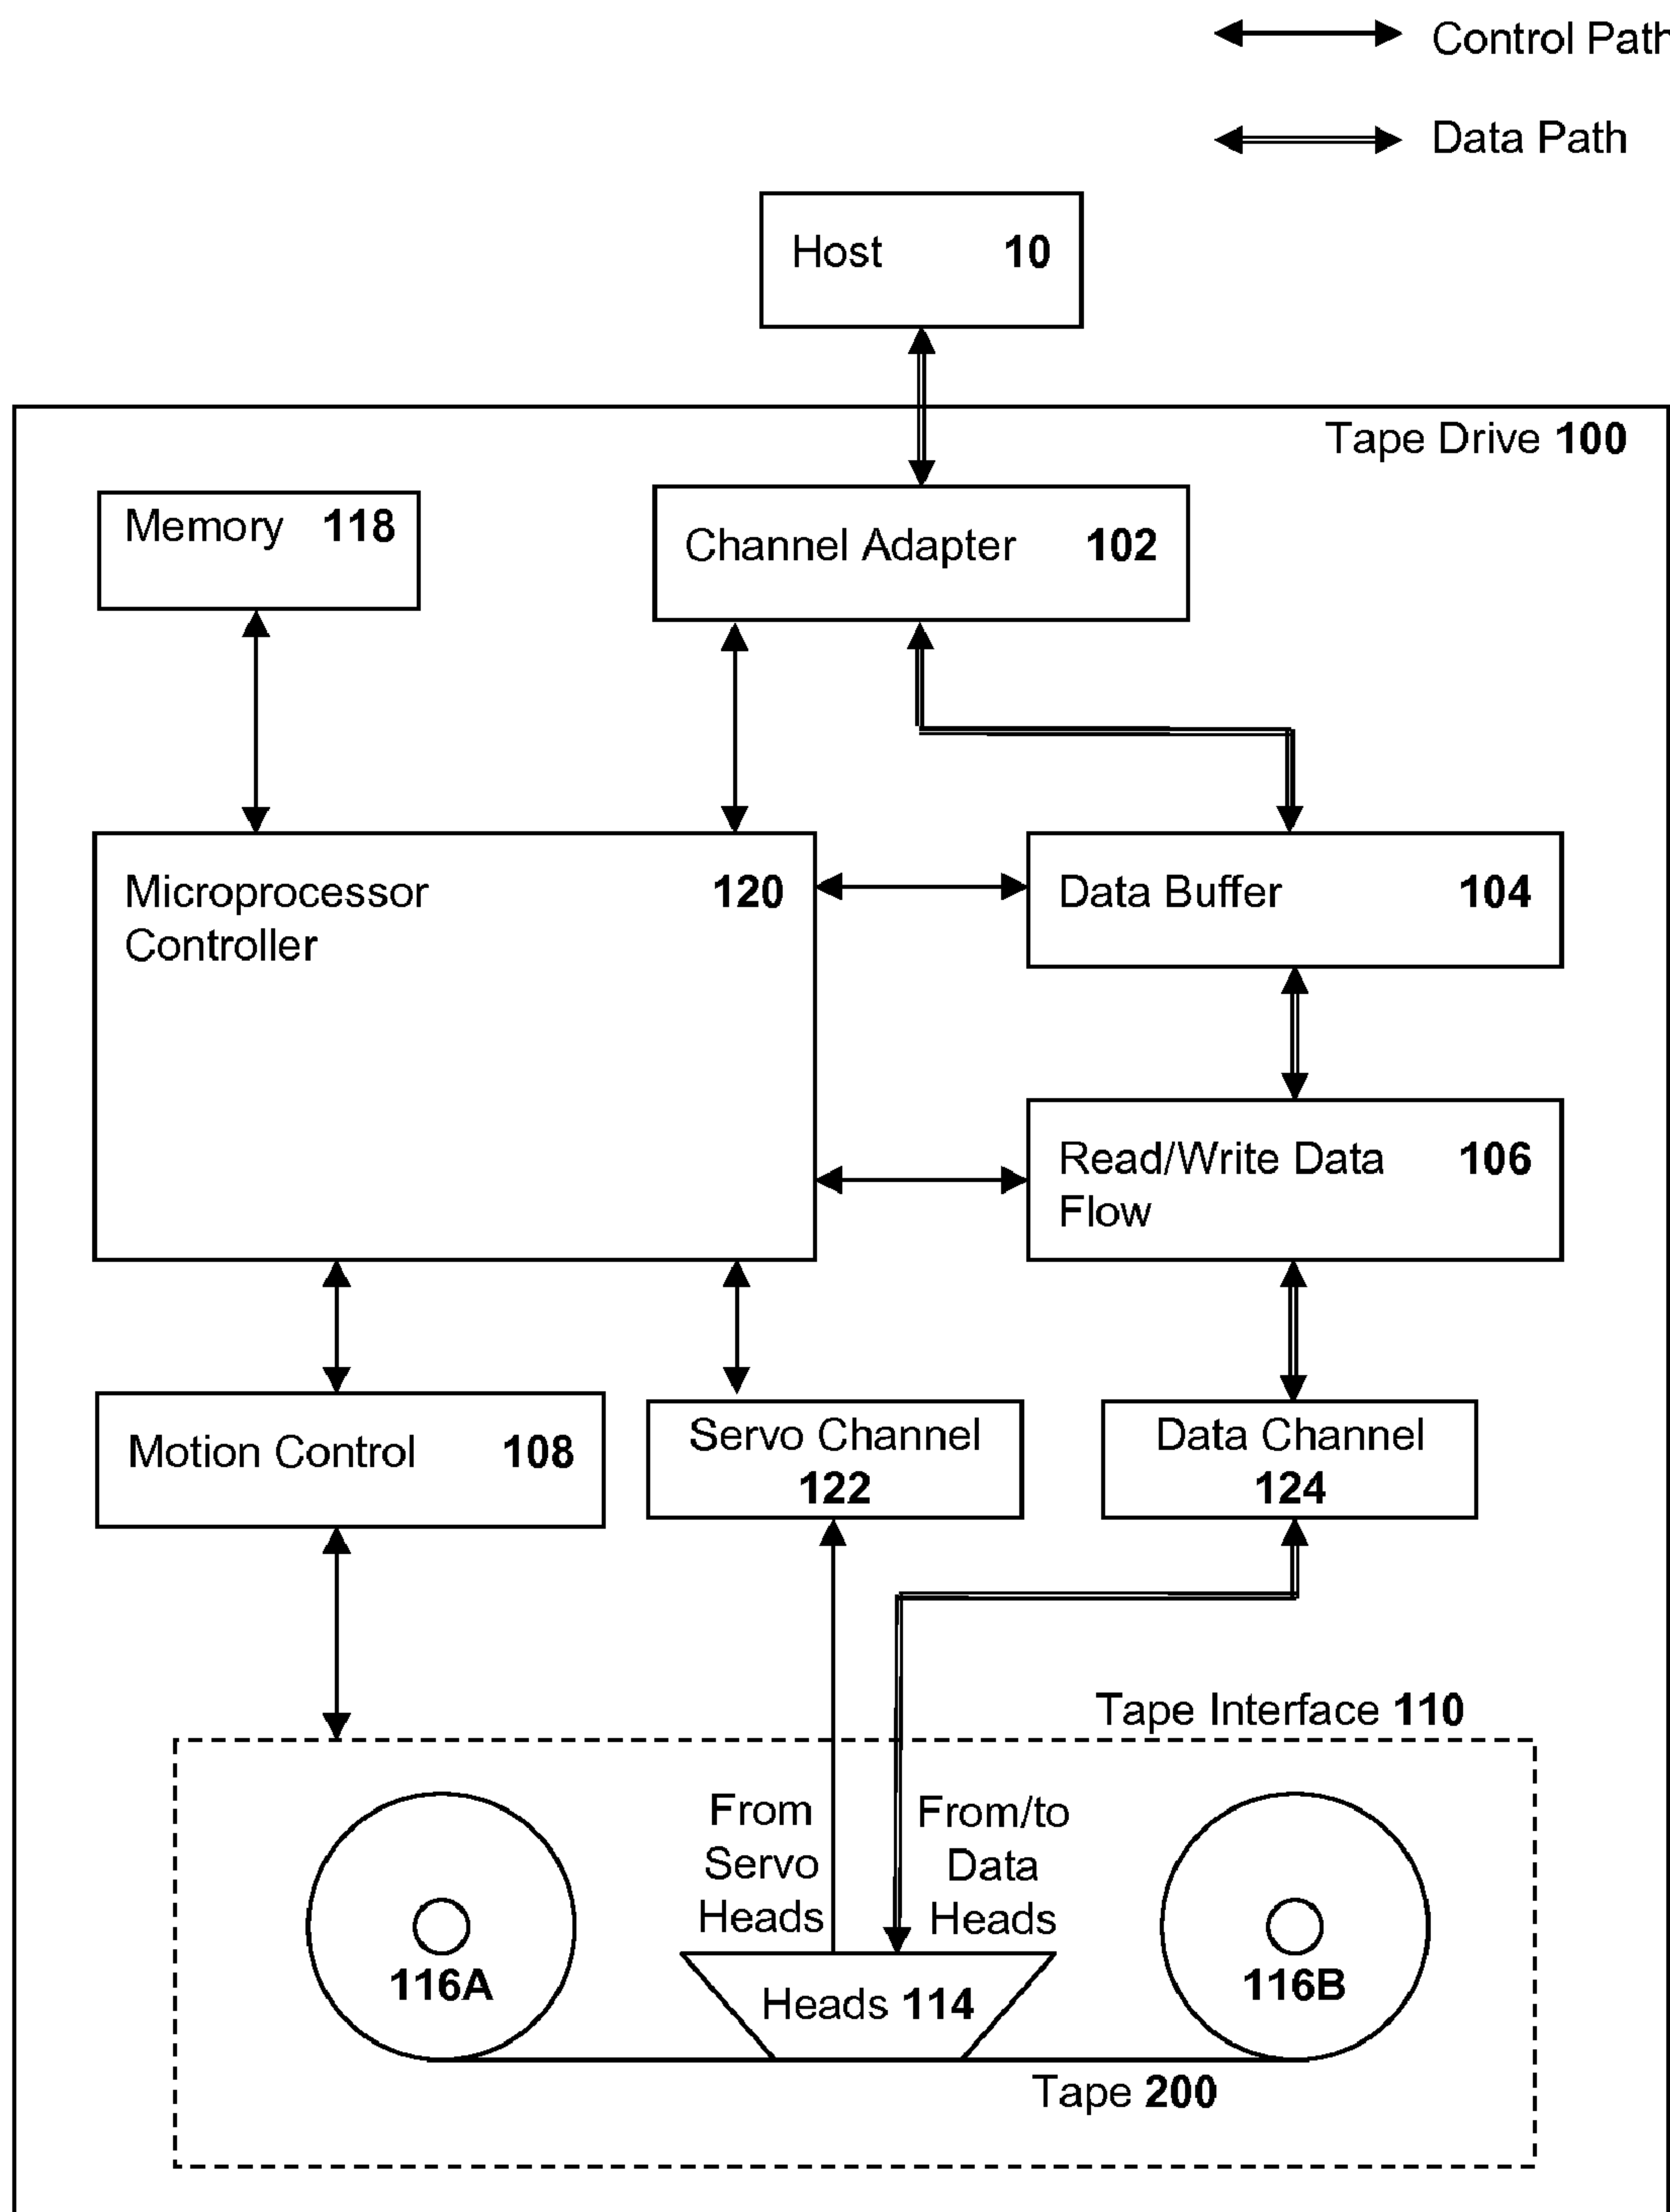 Control Path
Data Path
Host 10
Tape Drive 100
Memory 118
Channel Adapter 102
Microprocessor 120
Controller
Data Buffer 104
Read/Write Data 106
Flow
Motion Control 108
Servo Channel
122
Data Channel
124
Tape Interface 110
From
Servo
Heads
From/to
Data
Heads
116A
Heads 114
116B
Tape 200